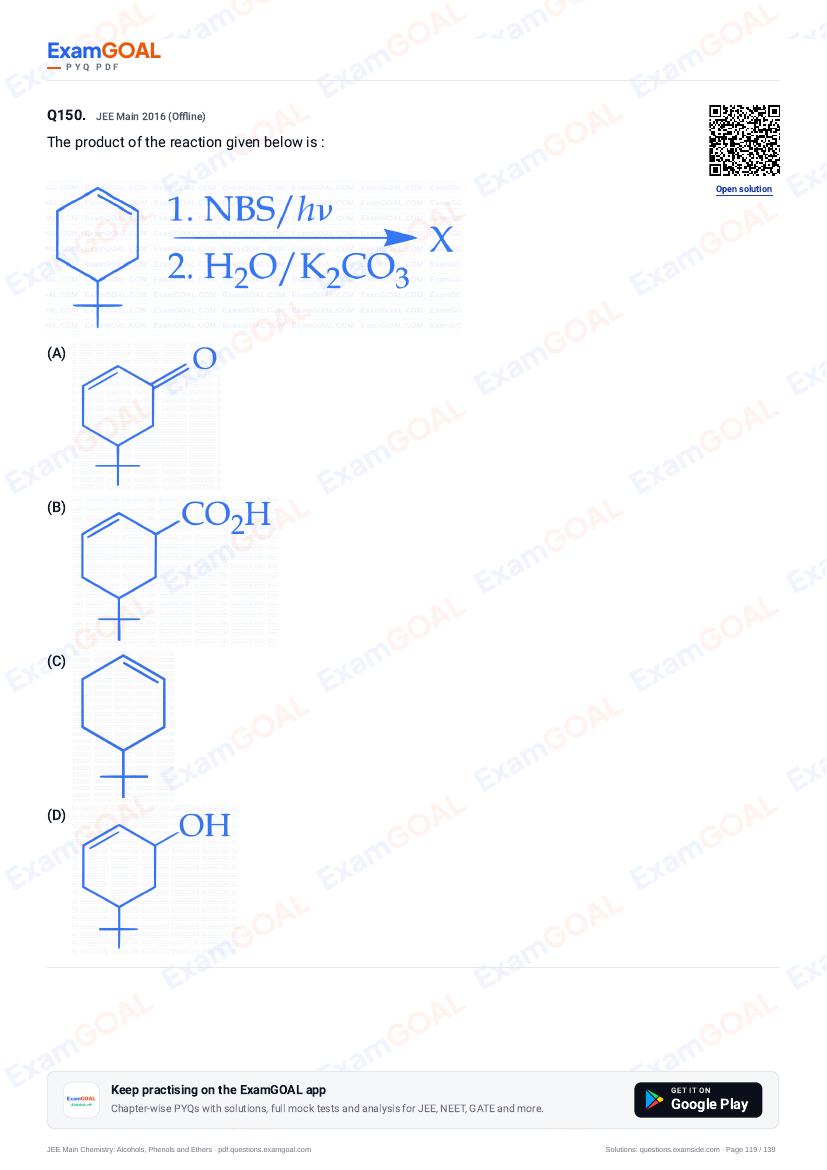 ExamGOAL
PYQ PDF
Q150. JEE Main 2016 (Offline)
The product of the reaction given below is :
Open solution
1. NBS/hν
2. H₂O/K₂CO₃
X
(A)
O
(B)
CO₂H
(C)
(D)
OH
Keep practising on the ExamGOAL app
Chapter-wise PYQs with solutions, full mock tests and analysis for JEE, NEET, GATE and more.
GET IT ON
Google Play
JEE Main Chemistry: Alcohols, Phenols and Ethers · pdf.questions.examgoal.com
Solutions: questions.examside.com · Page 119 / 139